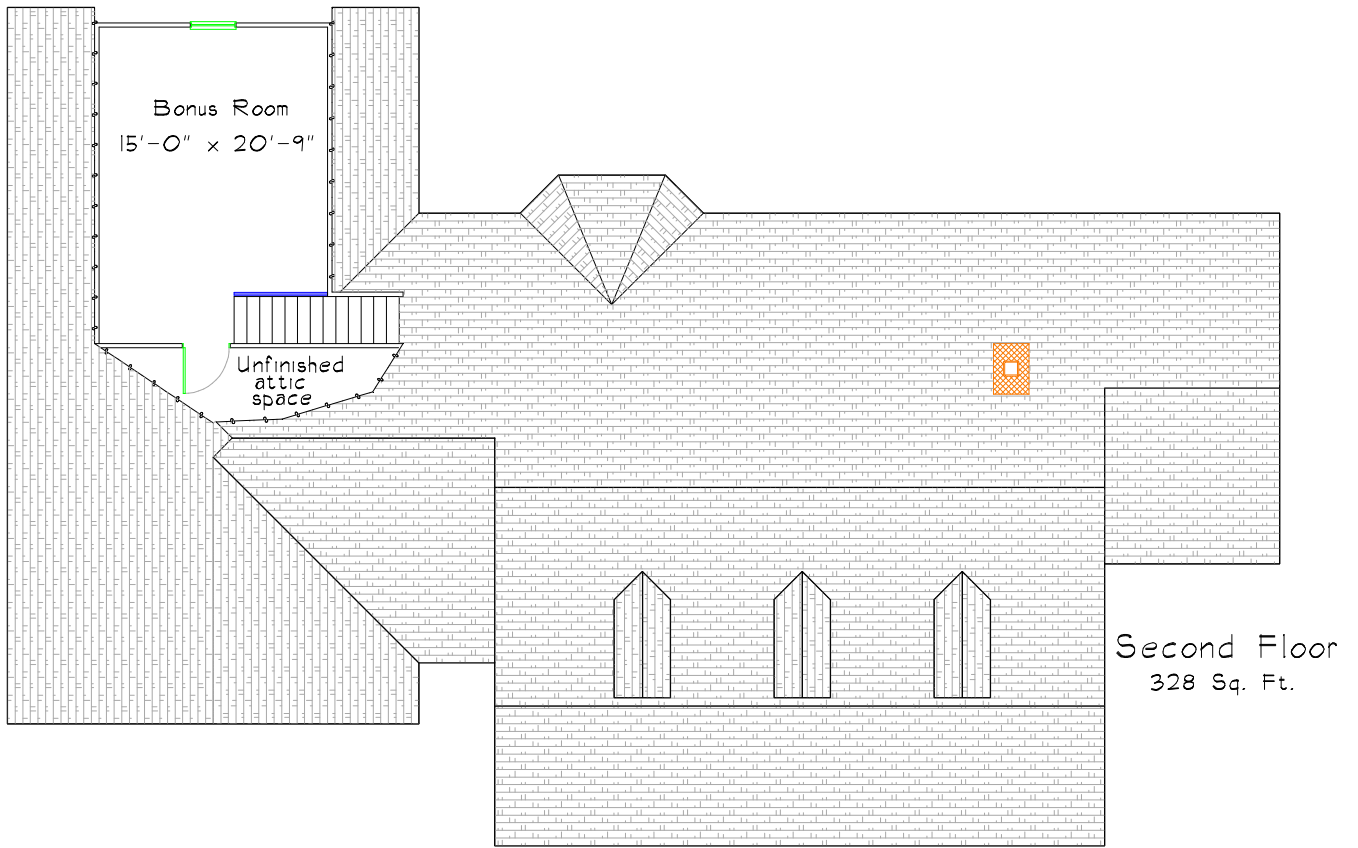 Bonus Room
15'-0" x 20'-9"
Unfinished
attic
space
Second Floor
328 Sq. Ft.